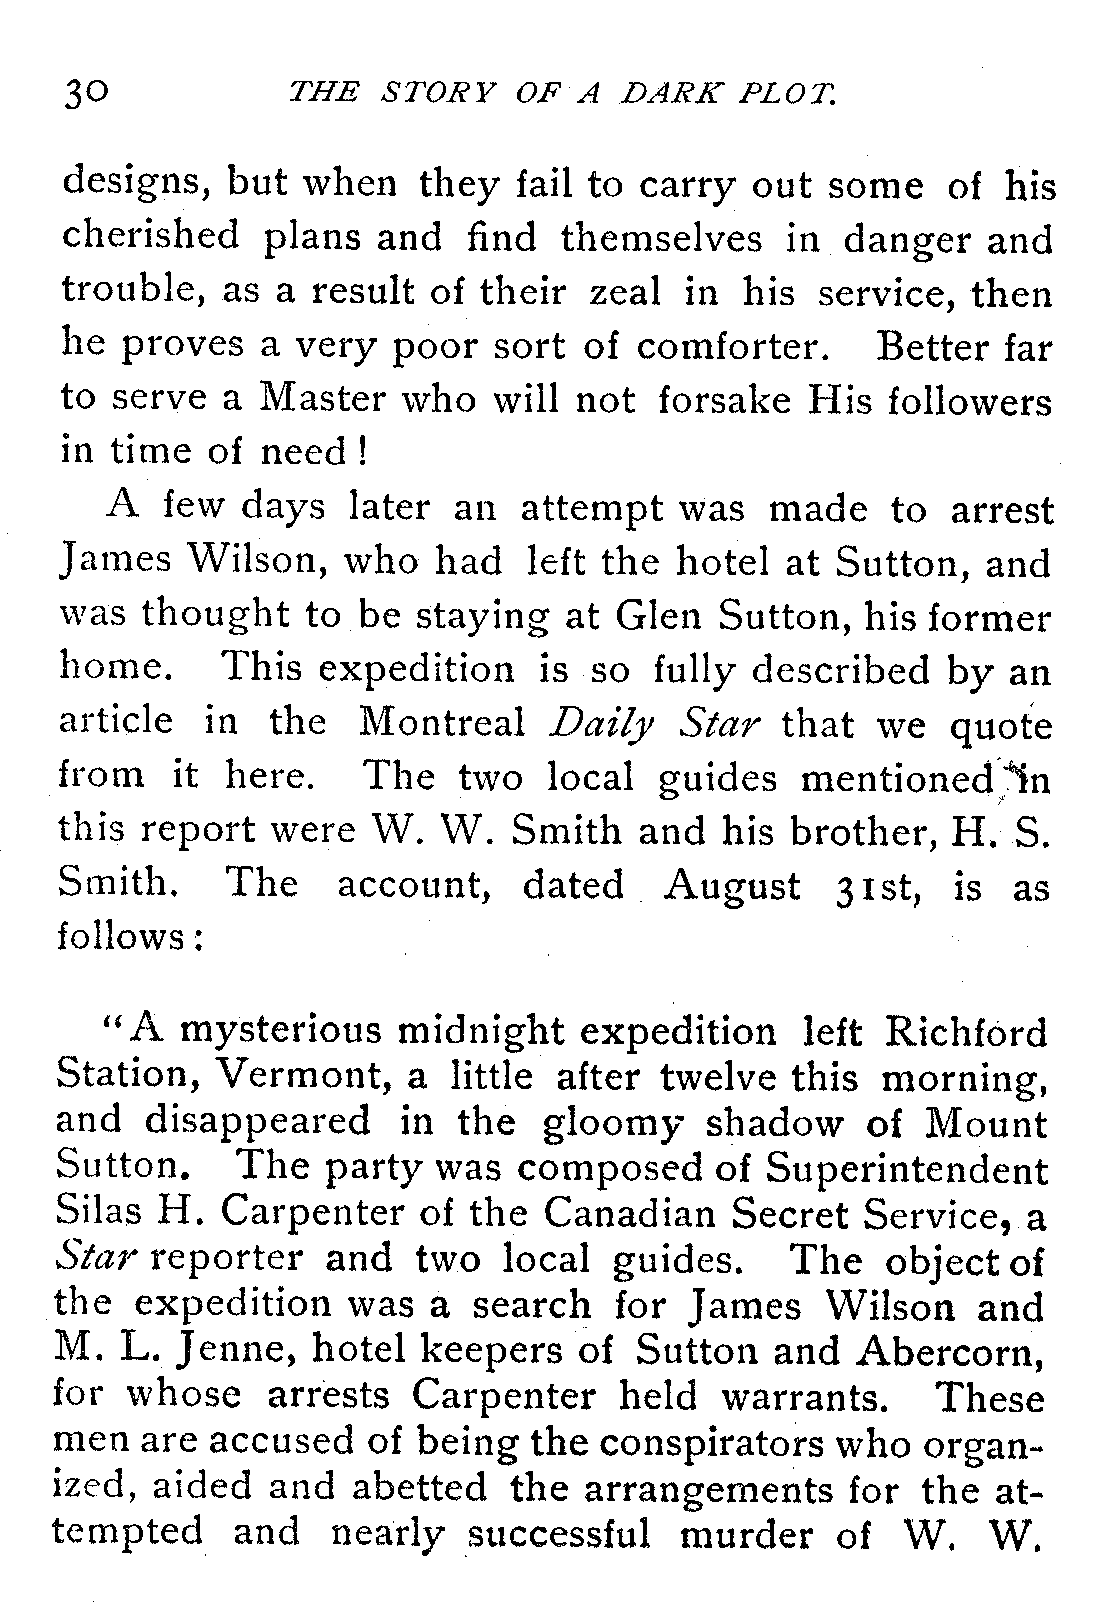 30 THE STORY OF A DARK PLOT.
designs, but when they fail to carry out some of his
cherished plans and find themselves in danger and
trouble, as a result of their zeal in his service, then
he proves a very poor sort of comforter. Better far
to serve a Master who will not forsake His followers
in time of need !
A few days later an attempt was made to arrest
James Wilson, who had left the hotel at Sutton, and
was thought to be staying at Glen Sutton, his former
home. This expedition is so fully described by an
article in the Montreal Daily Star that we quote
from it here. The two local guides mentioned in
this report were W. W. Smith and his brother, H. S.
Smith. The account, dated August 31st, is as
follows :
“A mysterious midnight expedition left Richford
Station, Vermont, a little after twelve this morning,
and disappeared in the gloomy shadow of Mount
Sutton. The party was composed of Superintendent
Silas H. Carpenter of the Canadian Secret Service, a
Star reporter and two local guides. The object of
the expedition was a search for James Wilson and
M. L. Jenne, hotel keepers of Sutton and Abercorn,
for whose arrests Carpenter held warrants. These
men are accused of being the conspirators who organ-
ized, aided and abetted the arrangements for the at-
tempted and nearly successful murder of W. W.